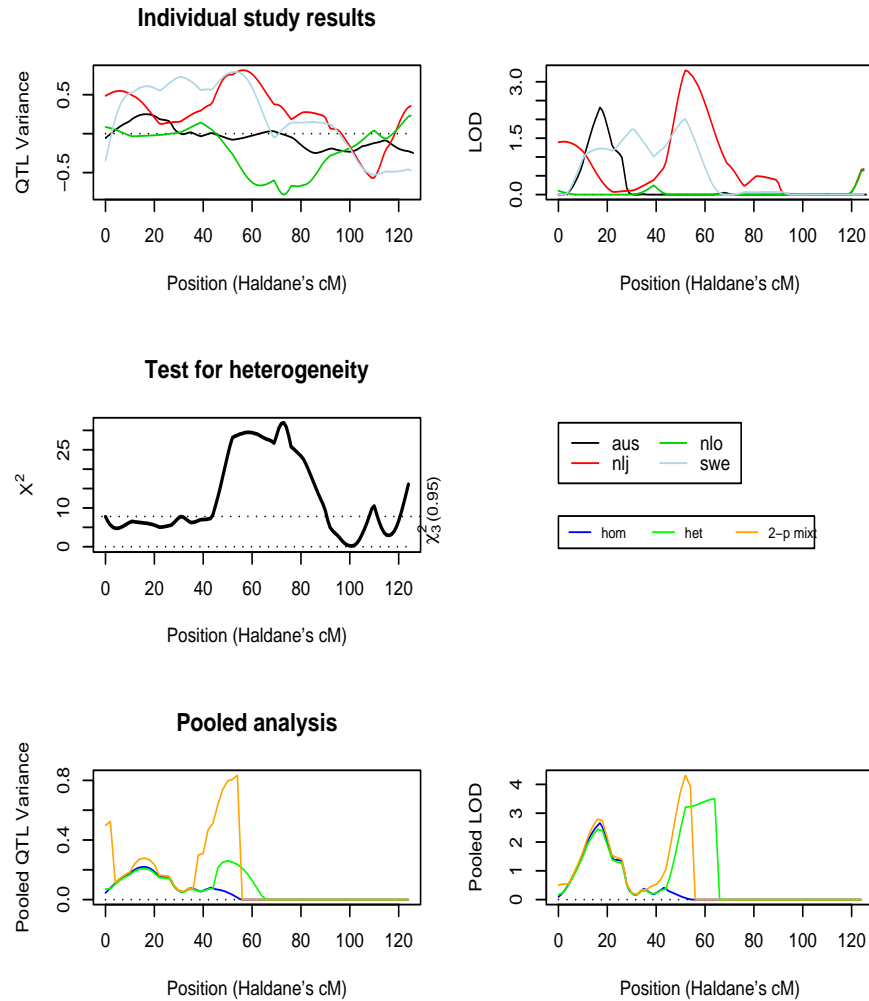 Individual study results
QTL Variance
−0.5
0.5
0 20 40 60 80 100 120
Position (Haldane's cM)
LOD
0.0
1.5
3.0
0 20 40 60 80 100 120
Position (Haldane's cM)
Test for heterogeneity
X²
0
10
25
χ²₃ (0.95)
0 20 40 60 80 100 120
Position (Haldane's cM)
aus nlo
nlj swe
hom het 2−p mixt
Pooled analysis
Pooled QTL Variance
0.0
0.4
0.8
0 20 40 60 80 100 120
Position (Haldane's cM)
Pooled LOD
0
1
2
3
4
0 20 40 60 80 100 120
Position (Haldane's cM)